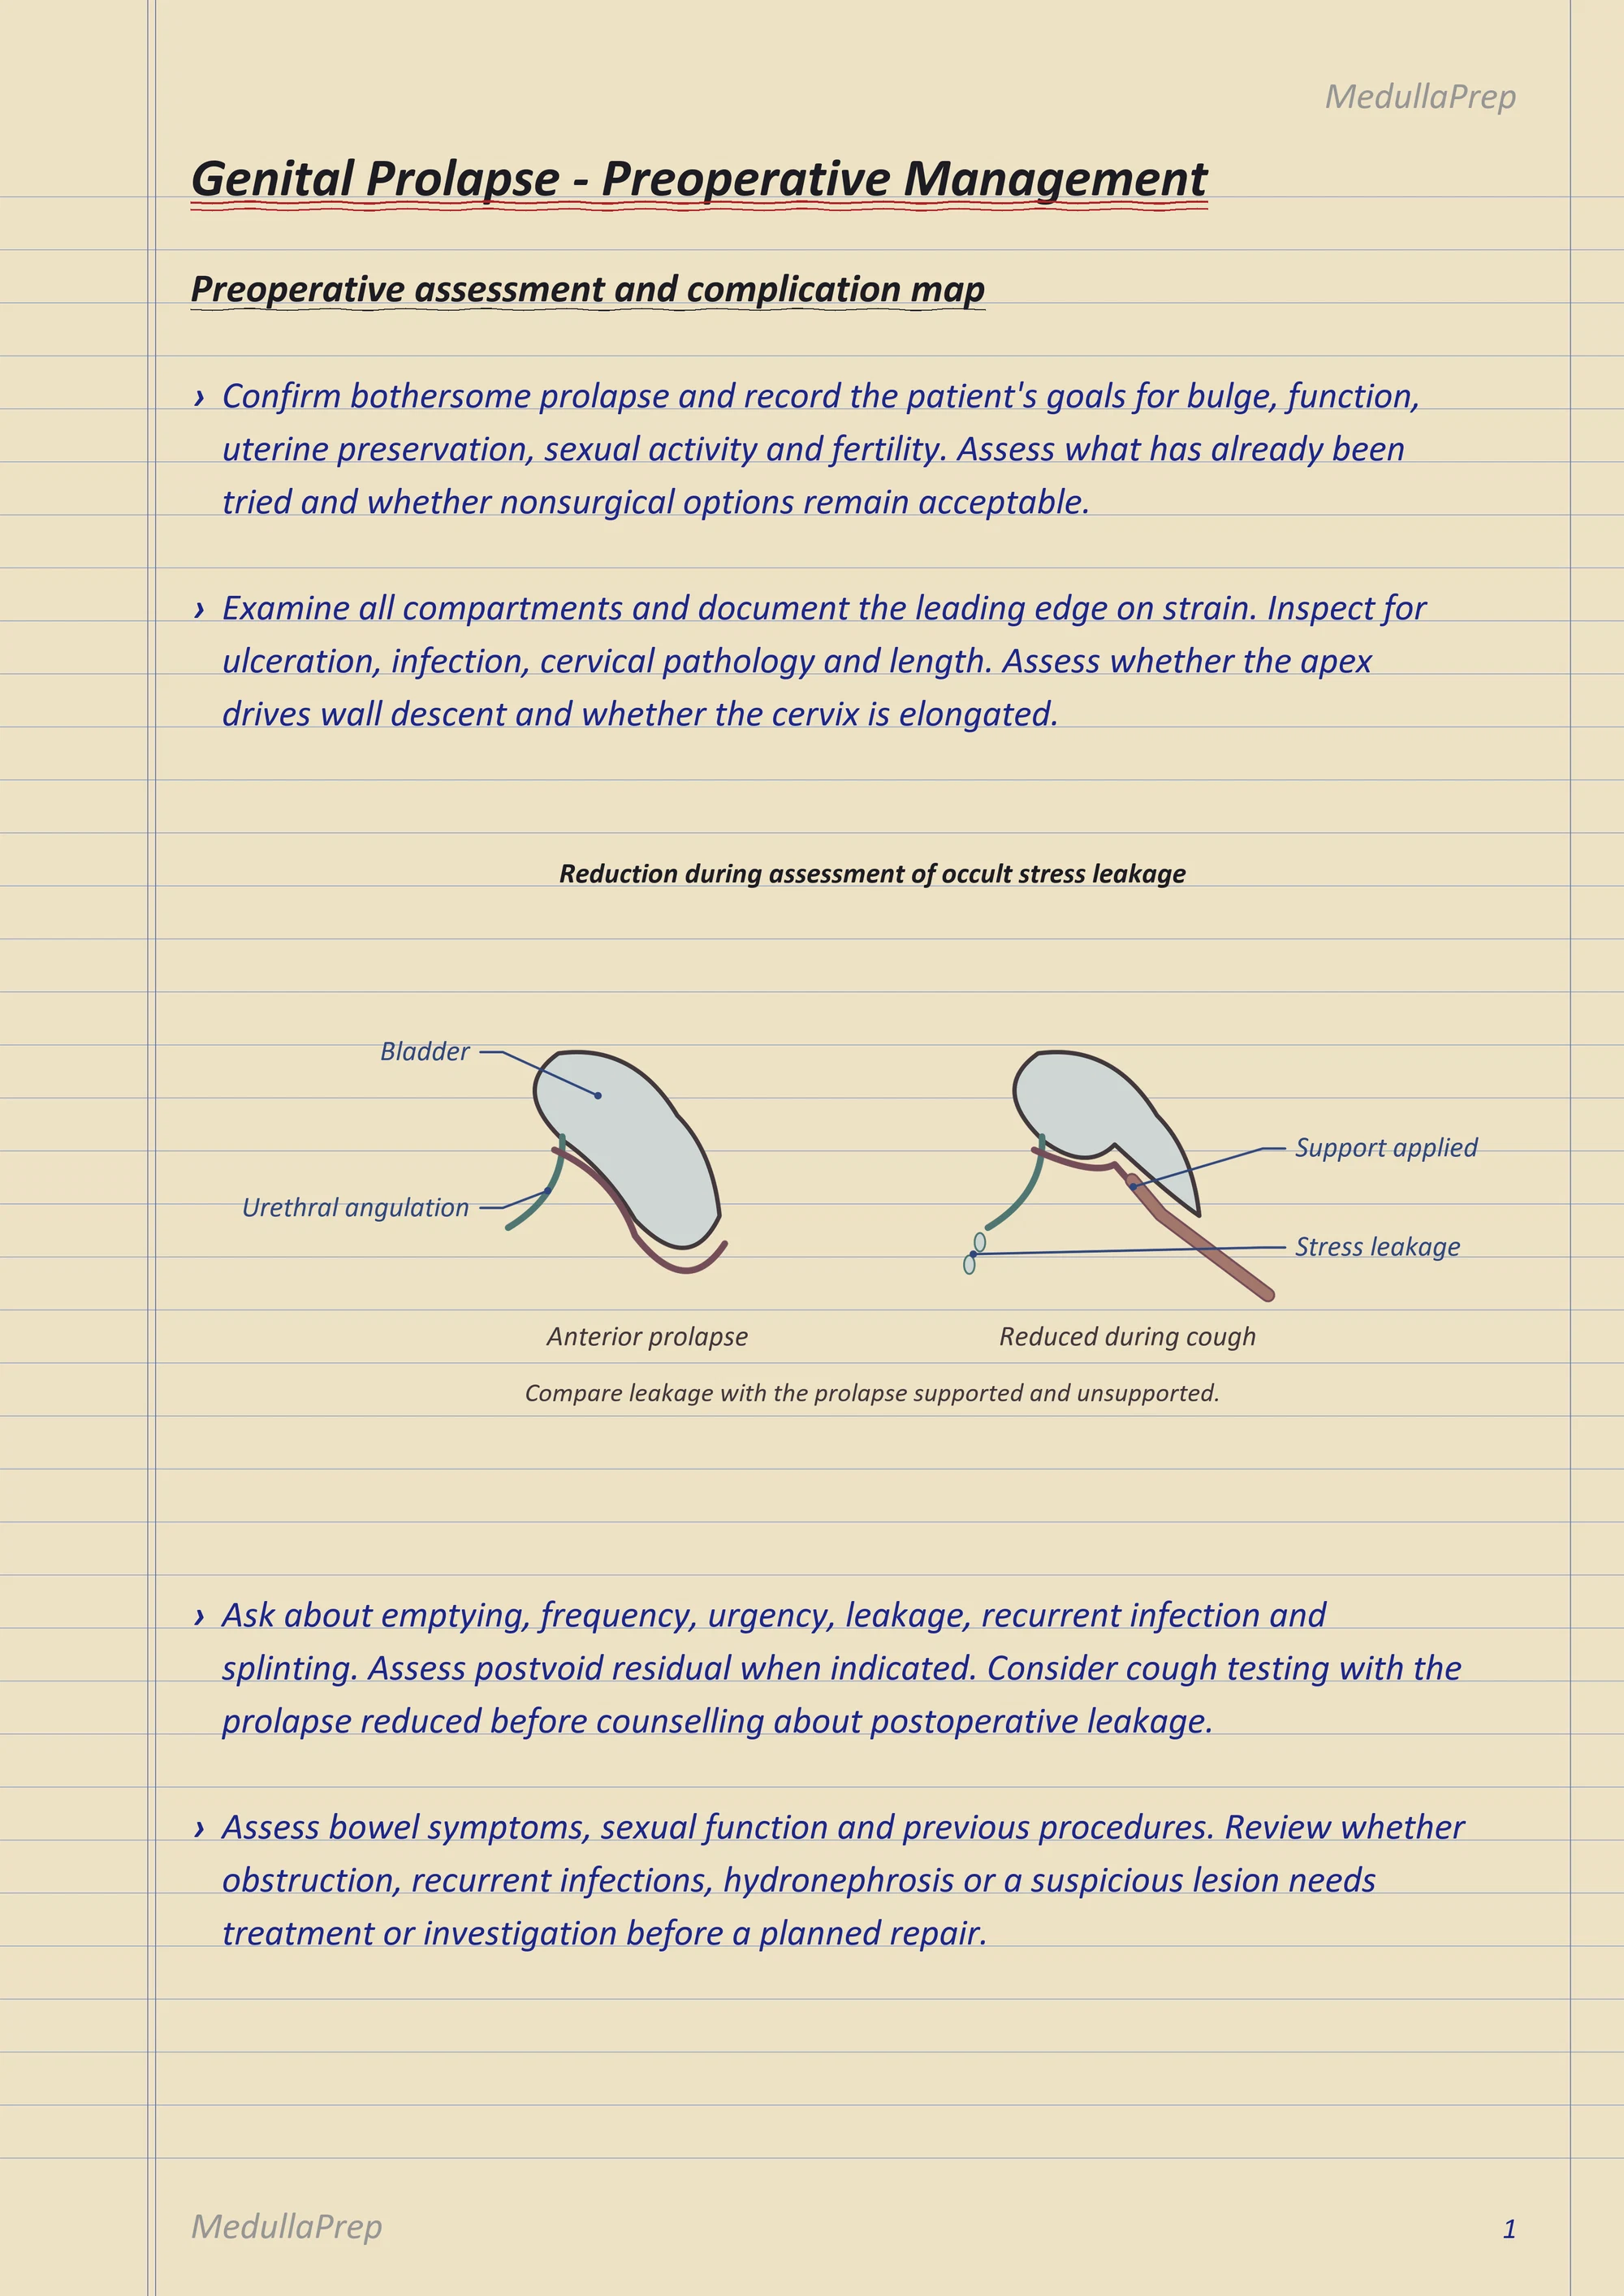 MedullaPrep
Genital Prolapse - Preoperative Management
Preoperative assessment and complication map
› Confirm bothersome prolapse and record the patient's goals for bulge, function,
uterine preservation, sexual activity and fertility. Assess what has already been
tried and whether nonsurgical options remain acceptable.
› Examine all compartments and document the leading edge on strain. Inspect for
ulceration, infection, cervical pathology and length. Assess whether the apex
drives wall descent and whether the cervix is elongated.
Reduction during assessment of occult stress leakage
Bladder
Urethral angulation
Support applied
Stress leakage
Anterior prolapse
Reduced during cough
Compare leakage with the prolapse supported and unsupported.
› Ask about emptying, frequency, urgency, leakage, recurrent infection and
splinting. Assess postvoid residual when indicated. Consider cough testing with the
prolapse reduced before counselling about postoperative leakage.
› Assess bowel symptoms, sexual function and previous procedures. Review whether
obstruction, recurrent infections, hydronephrosis or a suspicious lesion needs
treatment or investigation before a planned repair.
MedullaPrep
1